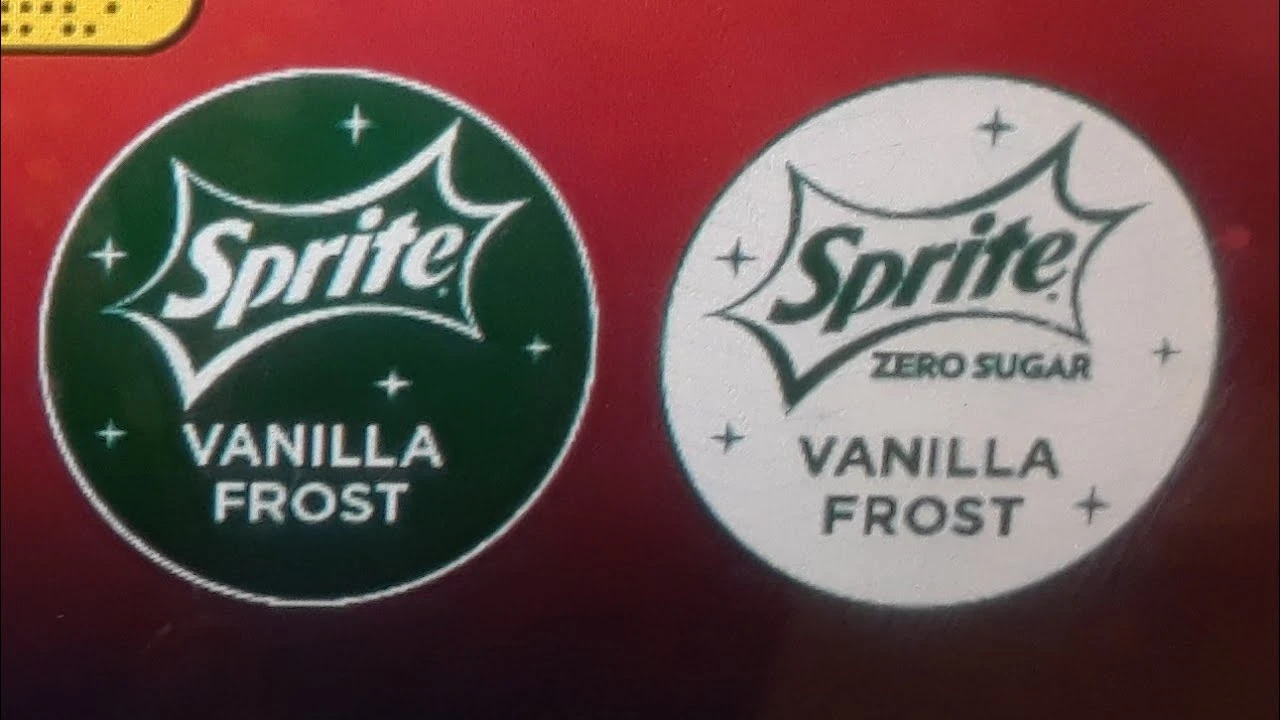 Sprite
VANILLA
FROST
Sprite
ZERO SUGAR
VANILLA
FROST